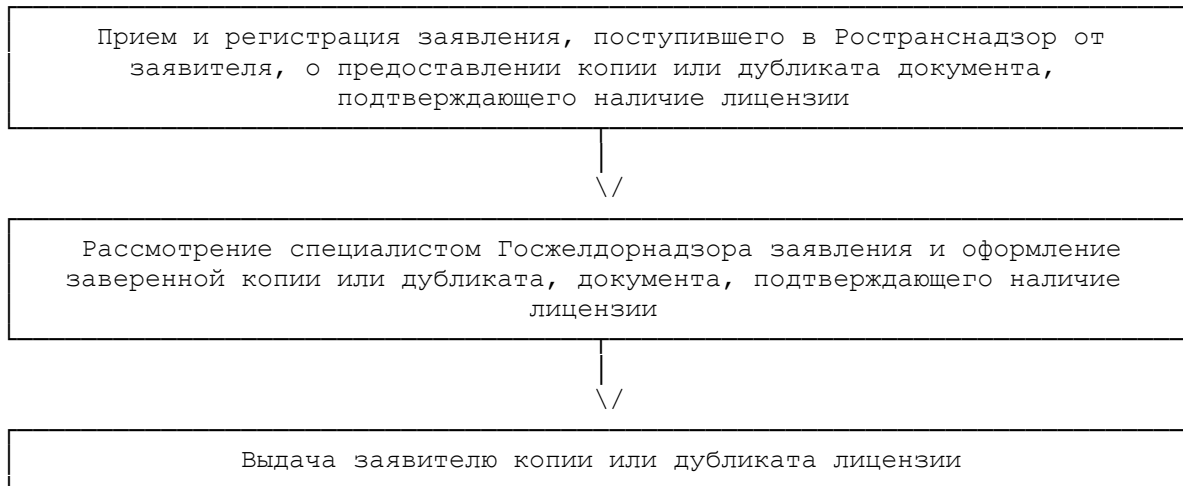 Прием и регистрация заявления, поступившего в Ространснадзор от
заявителя, о предоставлении копии или дубликата документа,
подтверждающего наличие лицензии
Рассмотрение специалистом Госжелдорнадзора заявления и оформление
заверенной копии или дубликата, документа, подтверждающего наличие
лицензии
Выдача заявителю копии или дубликата лицензии